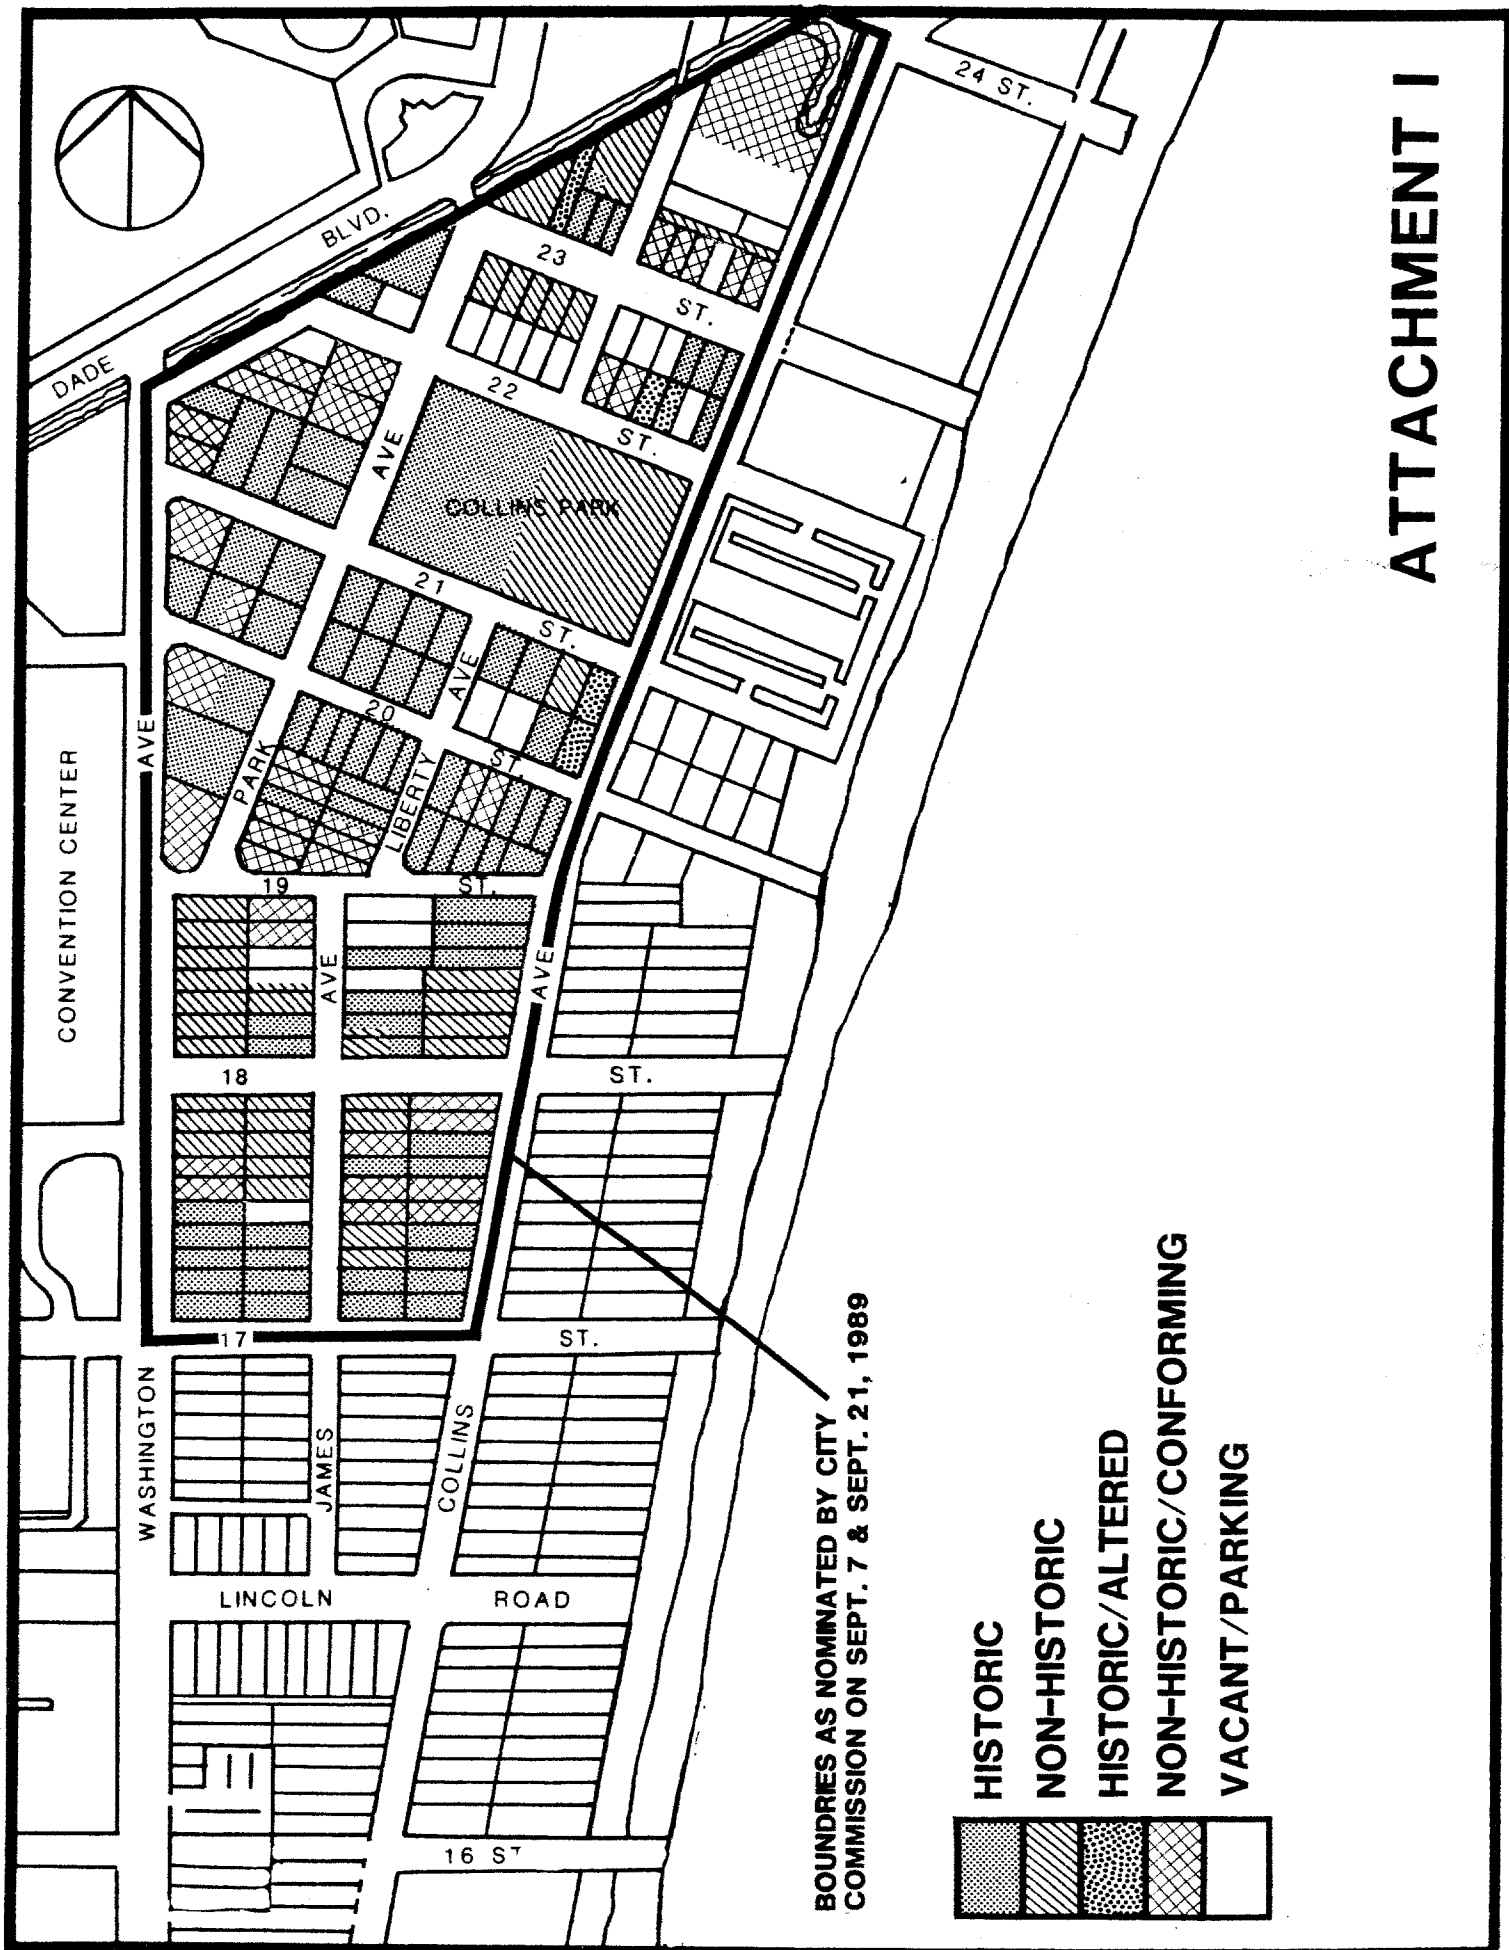 ATTACHMENT I
24 ST.
BLVD.
DADE
23
ST.
22
ST.
AVE
COLLINS PARK
21
ST.
AVE
20
ST.
AVE
PARK
LIBERTY
CONVENTION CENTER
19
ST.
AVE
AVE
18
ST.
17
ST.
WASHINGTON
JAMES
COLLINS
LINCOLN
ROAD
16 ST
BOUNDRIES AS NOMINATED BY CITY
COMMISSION ON SEPT. 7 & SEPT. 21, 1989
HISTORIC
NON-HISTORIC
HISTORIC/ALTERED
NON-HISTORIC/CONFORMING
VACANT/PARKING